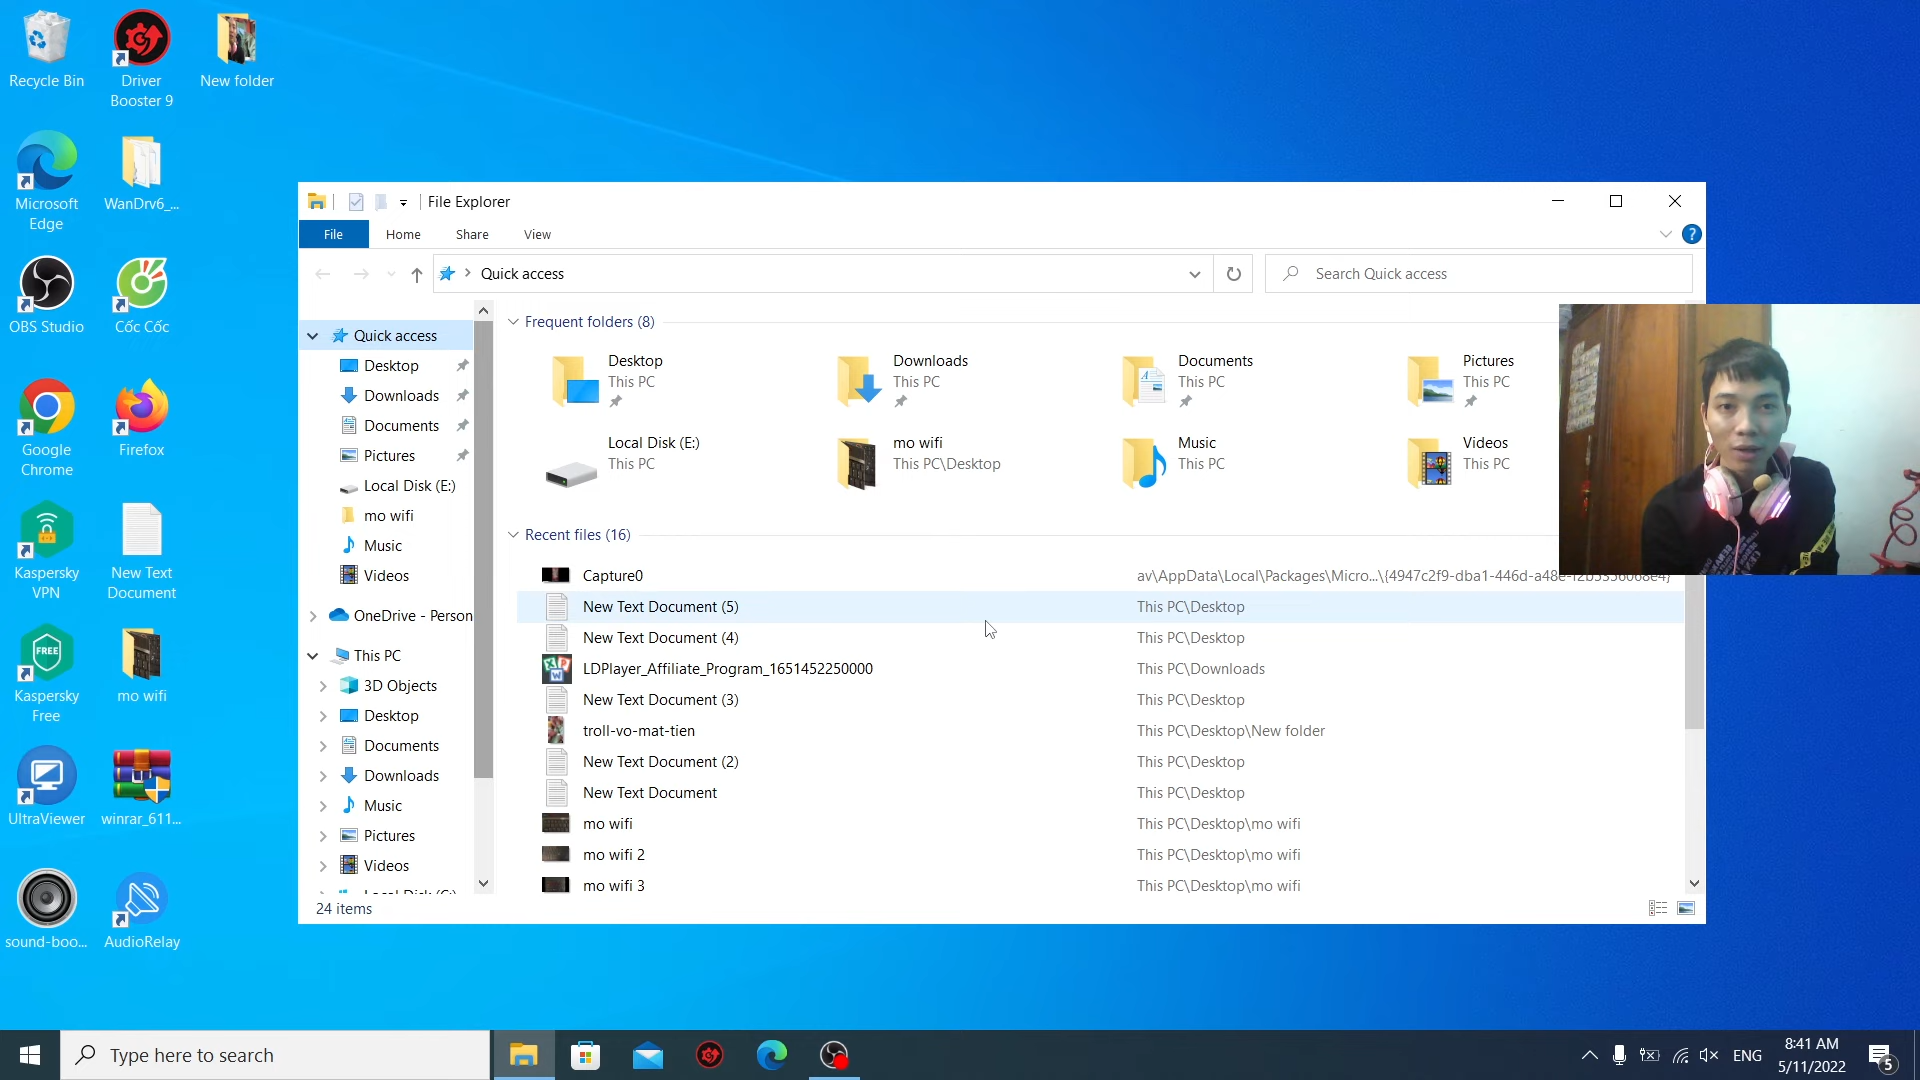 Recycle Bin
Driver
Booster 9
New folder
Microsoft
Edge
WanDrv6_...
OBS Studio
Cốc Cốc
Google
Chrome
Firefox
Kaspersky
VPN
New Text
Document
FREE
Kaspersky
Free
mo wifi
UltraViewer
winrar_611...
sound-boo...
AudioRelay
File Explorer
File
Home
Share
View
?
Quick access
Search Quick access
Quick access
Desktop
Downloads
Documents
Pictures
Local Disk (E:)
mo wifi
Music
Videos
OneDrive - Person
This PC
3D Objects
Desktop
Documents
Downloads
Music
Pictures
Videos
Local Disk (C:)
Frequent folders (8)
Desktop
This PC
Downloads
This PC
Documents
This PC
Pictures
This PC
Local Disk (E:)
This PC
mo wifi
This PC\Desktop
Music
This PC
Videos
This PC
Recent files (16)
Capture0
av\AppData\Local\Packages\Micro...\{4947c2f9-dba1-446d-a48e-f2b5356068e4}
New Text Document (5)
This PC\Desktop
New Text Document (4)
This PC\Desktop
LDPlayer_Affiliate_Program_1651452250000
This PC\Downloads
New Text Document (3)
This PC\Desktop
troll-vo-mat-tien
This PC\Desktop\New folder
New Text Document (2)
This PC\Desktop
New Text Document
This PC\Desktop
mo wifi
This PC\Desktop\mo wifi
mo wifi 2
This PC\Desktop\mo wifi
mo wifi 3
This PC\Desktop\mo wifi
24 items
Type here to search
ENG
8:41 AM
5/11/2022
5